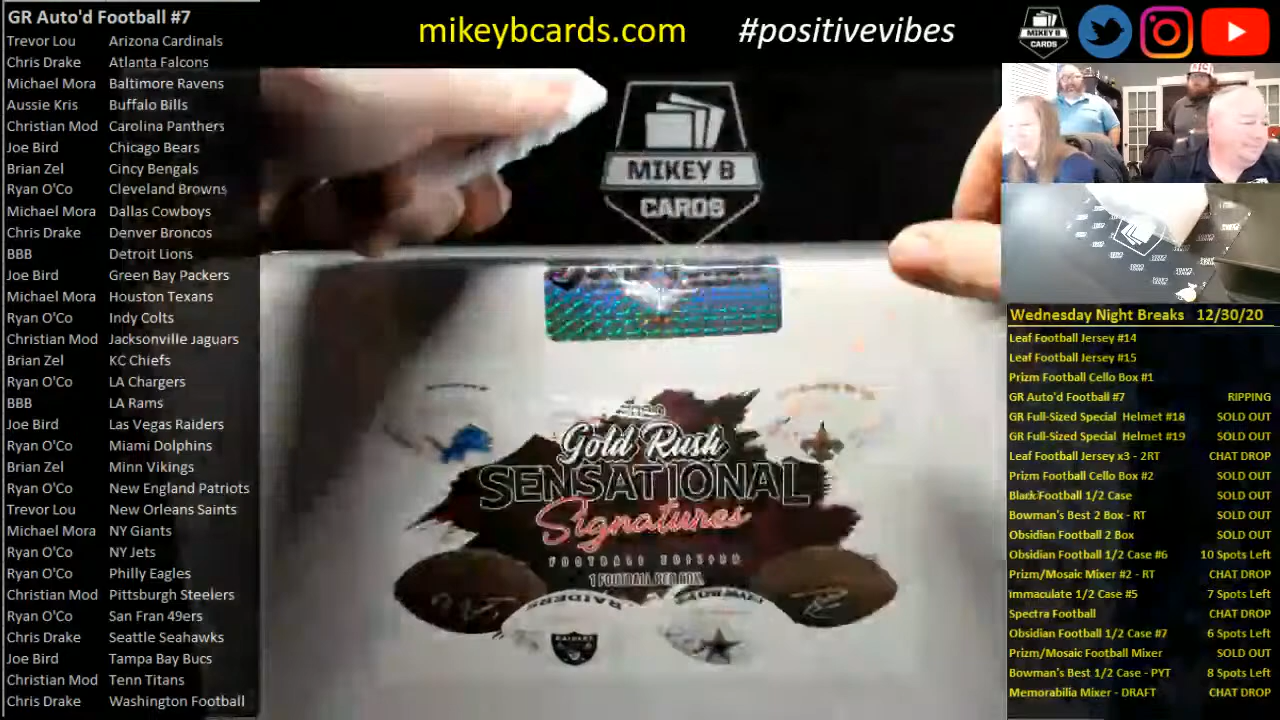 GR Auto'd Football #7
Trevor Lou Arizona Cardinals
Chris Drake Atlanta Falcons
Michael Mora Baltimore Ravens
Aussie Kris Buffalo Bills
Christian Mod Carolina Panthers
Joe Bird Chicago Bears
Brian Zel Cincy Bengals
Ryan O'Co Cleveland Browns
Michael Mora Dallas Cowboys
Chris Drake Denver Broncos
BBB Detroit Lions
Joe Bird Green Bay Packers
Michael Mora Houston Texans
Ryan O'Co Indy Colts
Christian Mod Jacksonville Jaguars
Brian Zel KC Chiefs
Ryan O'Co LA Chargers
BBB LA Rams
Joe Bird Las Vegas Raiders
Ryan O'Co Miami Dolphins
Brian Zel Minn Vikings
Ryan O'Co New England Patriots
Trevor Lou New Orleans Saints
Michael Mora NY Giants
Ryan O'Co NY Jets
Ryan O'Co Philly Eagles
Christian Mod Pittsburgh Steelers
Ryan O'Co San Fran 49ers
Chris Drake Seattle Seahawks
Joe Bird Tampa Bay Bucs
Christian Mod Tenn Titans
Chris Drake Washington Football
mikeybcards.com #positivevibes
MIKEY B
CARDS
MIKEY B
CARDS
2020
Gold Rush
SENSATIONAL
Signatures
FOOTBALL EDITION
1 FOOTBALL PER BOX
RAIDERS
COWBOYS
RAIDERS
Wednesday Night Breaks 12/30/20
Leaf Football Jersey #14
Leaf Football Jersey #15
Prizm Football Cello Box #1
GR Auto'd Football #7 RIPPING
GR Full-Sized Special Helmet #18 SOLD OUT
GR Full-Sized Special Helmet #19 SOLD OUT
Leaf Football Jersey x3 - 2RT CHAT DROP
Prizm Football Cello Box #2 SOLD OUT
Black Football 1/2 Case SOLD OUT
Bowman's Best 2 Box - RT SOLD OUT
Obsidian Football 2 Box SOLD OUT
Obsidian Football 1/2 Case #6 10 Spots Left
Prizm/Mosaic Mixer #2 - RT CHAT DROP
Immaculate 1/2 Case #5 7 Spots Left
Spectra Football CHAT DROP
Obsidian Football 1/2 Case #7 6 Spots Left
Prizm/Mosaic Football Mixer SOLD OUT
Bowman's Best 1/2 Case - PYT 8 Spots Left
Memorabilia Mixer - DRAFT CHAT DROP